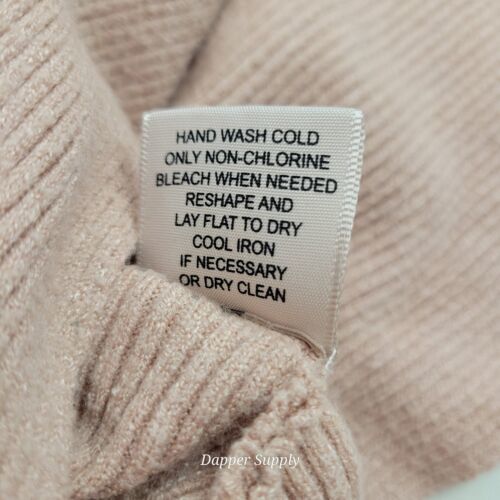 HAND WASH COLD
ONLY NON-CHLORINE
BLEACH WHEN NEEDED
RESHAPE AND
LAY FLAT TO DRY
COOL IRON
IF NECESSARY
OR DRY CLEAN
Dapper Supply